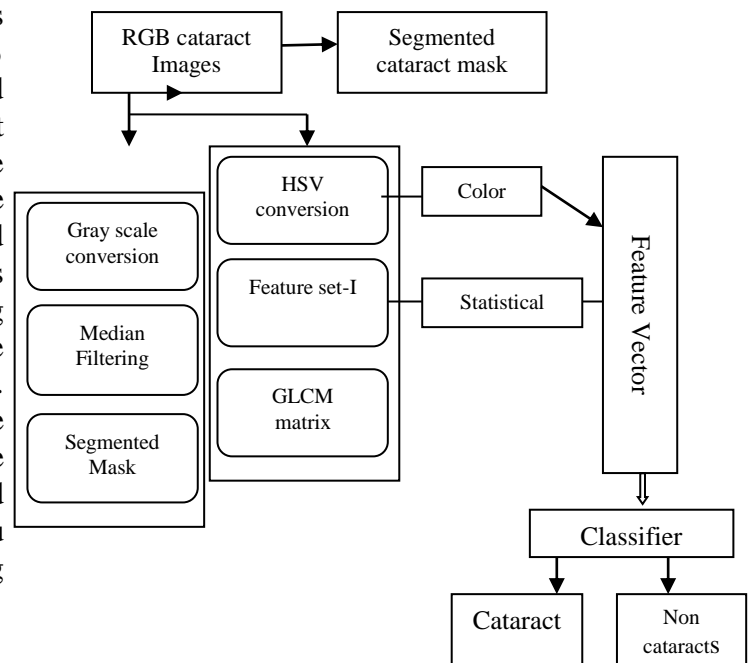 RGB cataract
Images
Segmented
cataract mask
HSV
conversion
Color
Gray scale
conversion
Feature set-I
Statistical
Feature Vector
Median
Filtering
GLCM
matrix
Segmented
Mask
Classifier
Cataract
Non
cataracts